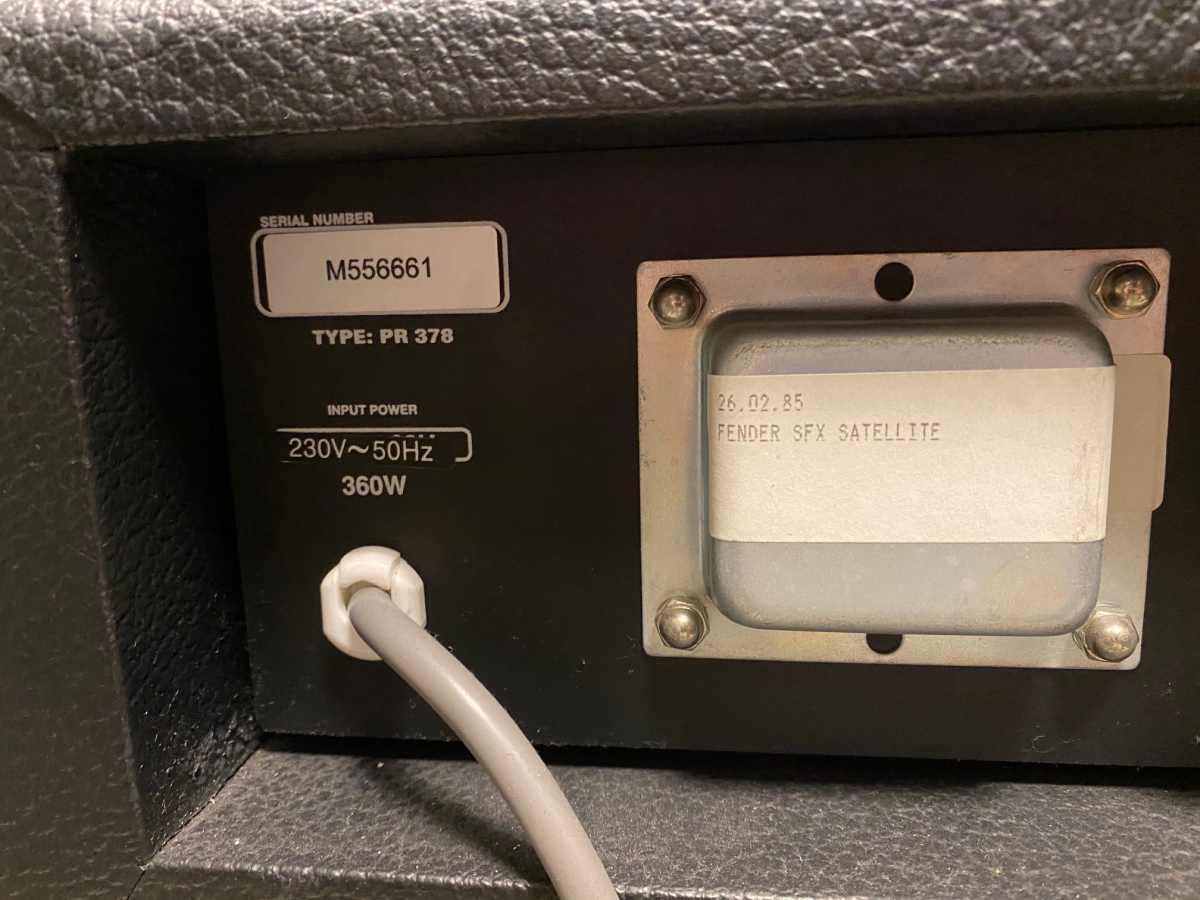 SERIAL NUMBER
M556661
TYPE: PR 378
INPUT POWER
230V~50Hz
360W
26.02.85
FENDER SFX SATELLITE